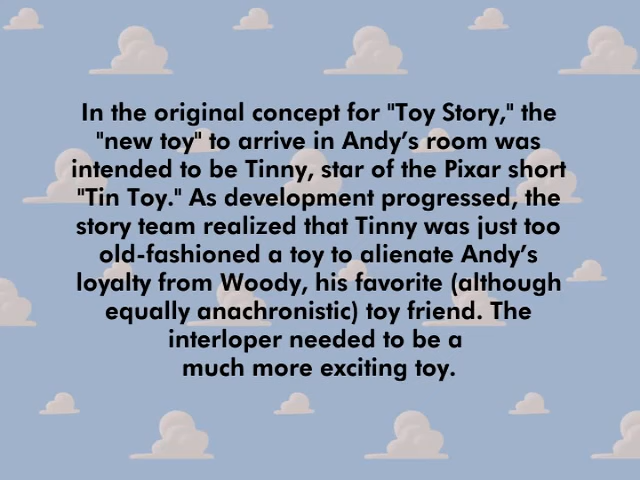 In the original concept for "Toy Story," the
"new toy" to arrive in Andy’s room was
intended to be Tinny, star of the Pixar short
"Tin Toy." As development progressed, the
story team realized that Tinny was just too
old-fashioned a toy to alienate Andy’s
loyalty from Woody, his favorite (although
equally anachronistic) toy friend. The
interloper needed to be a
much more exciting toy.